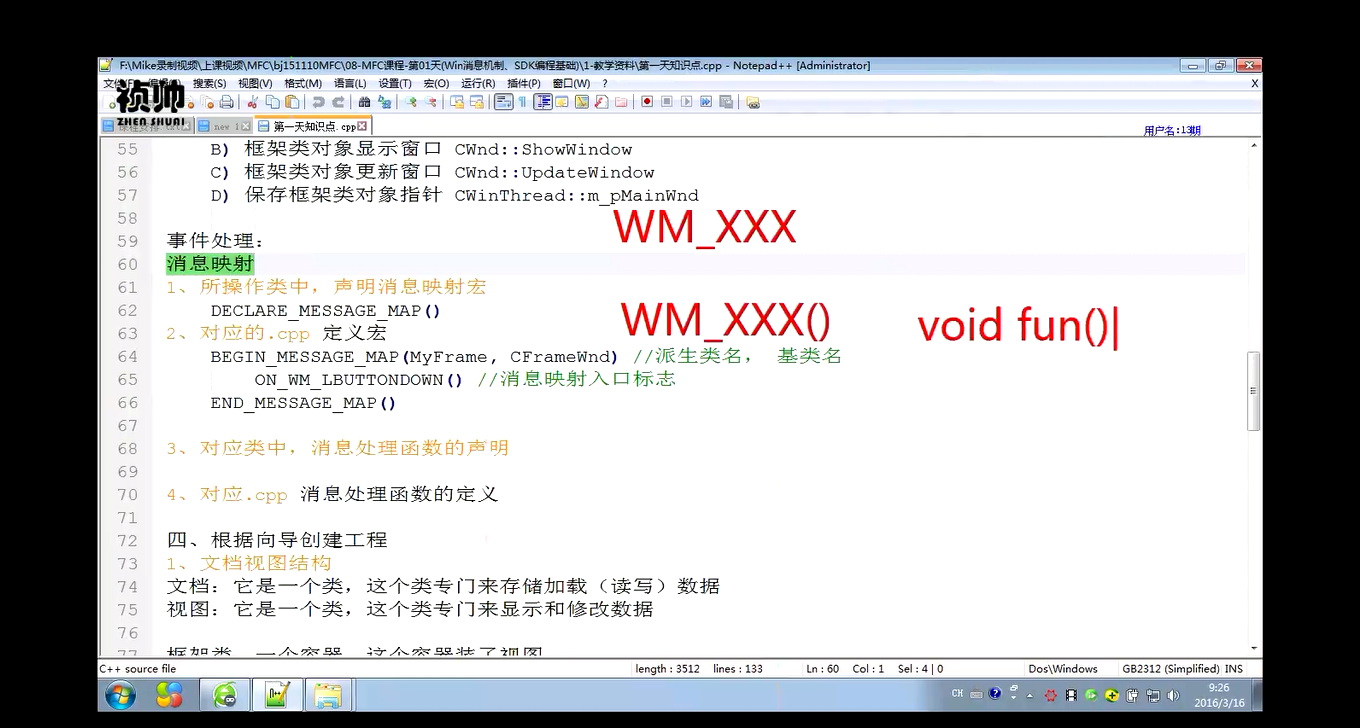 F:\Mike录制视频\上课视频\MFC\bj151110MFC\08-MFC课程-第01天(Win消息机制、SDK编程基础)\1-教学资料\第一天知识点.cpp - Notepad++ [Administrator]
搜索(S) 视图(V) 格式(M) 语言(L) 设置(T) 宏(O) 运行(R) 插件(P) 窗口(W) ? X
祯帅
ZHEN SHUAI
new 1 第一天知识点.cpp
用户名:13期
55 B) 框架类对象显示窗口 CWnd::ShowWindow
56 C) 框架类对象更新窗口 CWnd::UpdateWindow
57 D) 保存框架类对象指针 CWinThread::m_pMainWnd
58
WM_XXX
59 事件处理：
60 消息映射
61 1、所操作类中，声明消息映射宏
62 DECLARE_MESSAGE_MAP()
WM_XXX() void fun()
63 2、对应的.cpp 定义宏
64 BEGIN_MESSAGE_MAP(MyFrame, CFrameWnd) //派生类名， 基类名
65 ON_WM_LBUTTONDOWN() //消息映射入口标志
66 END_MESSAGE_MAP()
67
68 3、对应类中，消息处理函数的声明
69
70 4、对应.cpp 消息处理函数的定义
71
72 四、根据向导创建工程
73 1、文档视图结构
74 文档：它是一个类，这个类专门来存储加载（读写）数据
75 视图：它是一个类，这个类专门来显示和修改数据
76
77 框架类，一个容器，这个容器装了视图
C++ source file length : 3512 lines : 133 Ln : 60 Col : 1 Sel : 4 | 0 Dos\Windows GB2312 (Simplified) INS
CH 9:26
2016/3/16